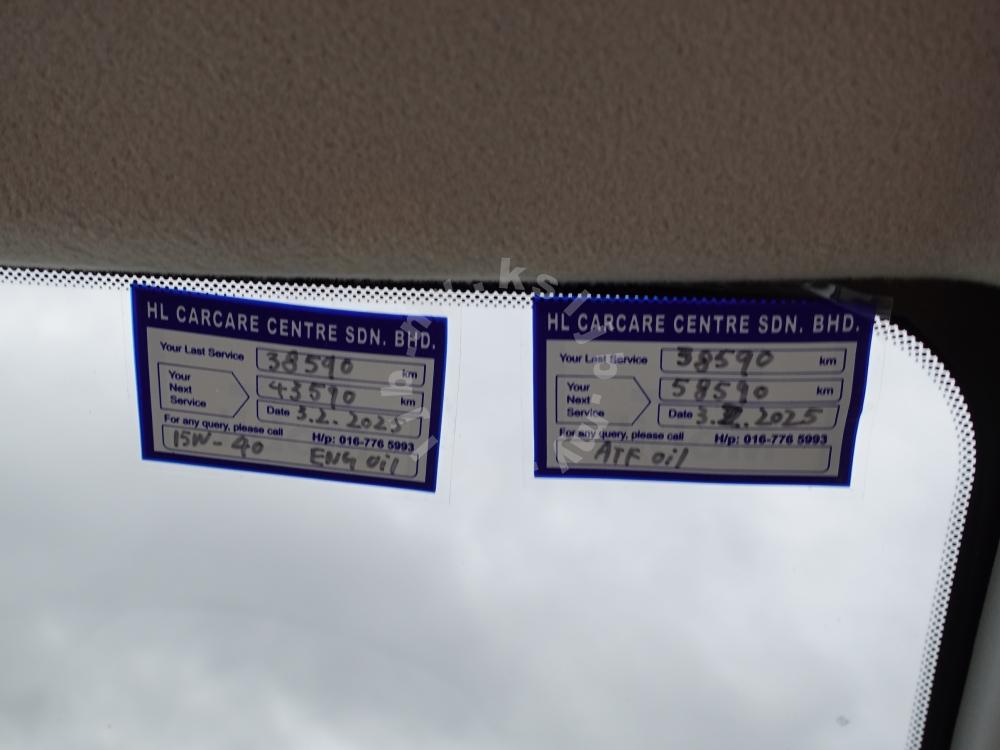 HL CARCARE CENTRE SDN. BHD.
Your Last Service 38590 km
Your Next Service 43590 km
Date 3.2.2025
For any query, please call H/p: 016-776 5993
15W-40 ENG oil
HL CARCARE CENTRE SDN. BHD.
Your Last Service 38590 km
Your Next Service 58590 km
Date 3.2.2025
For any query, please call H/p: 016-776 5993
ATF oil